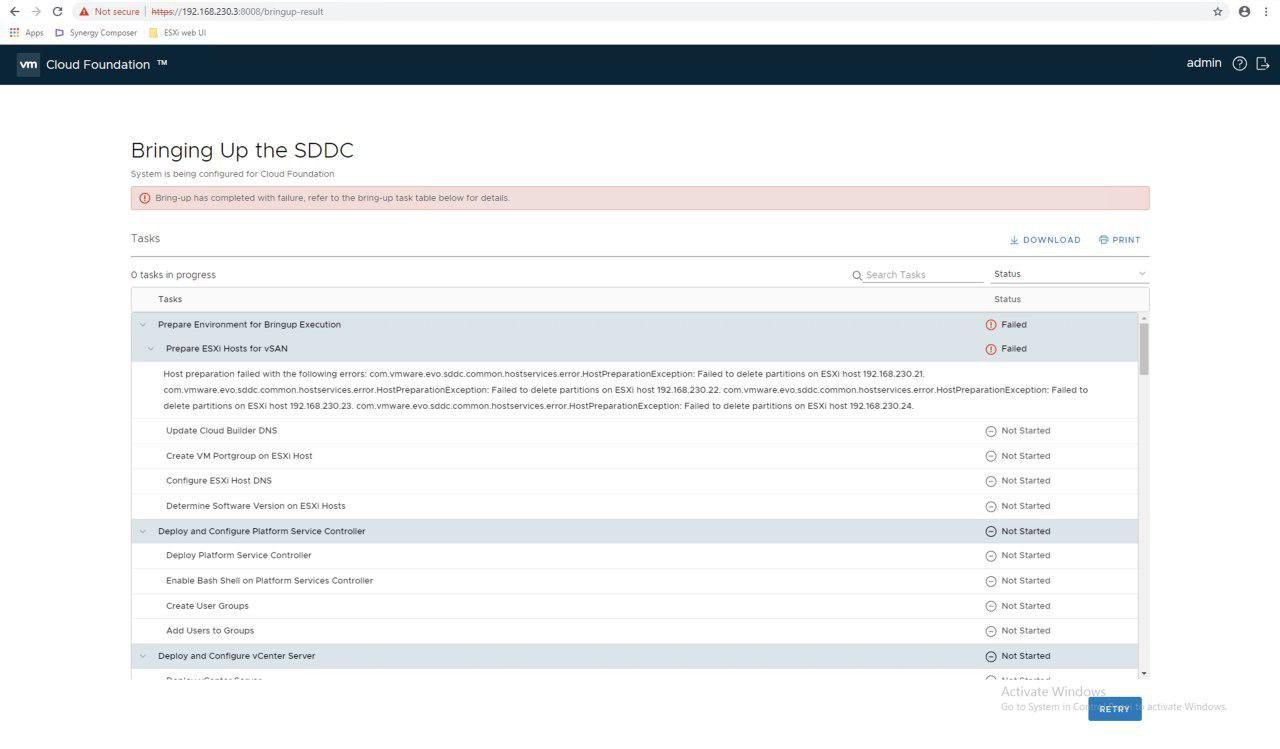 Not secure | https://192.168.230.3:8008/bringup-result
Apps Synergy Composer ESXi web UI
vm Cloud Foundation ™ admin
Bringing Up the SDDC
System is being configured for Cloud Foundation
Bring-up has completed with failure, refer to the bring-up task table below for details.
Tasks DOWNLOAD PRINT
0 tasks in progress Search Tasks Status
Tasks Status
Prepare Environment for Bringup Execution Failed
Prepare ESXi Hosts for vSAN Failed
Host preparation failed with the following errors: com.vmware.evo.sddc.common.hostservices.error.HostPreparationException: Failed to delete partitions on ESXi host 192.168.230.21.
com.vmware.evo.sddc.common.hostservices.error.HostPreparationException: Failed to delete partitions on ESXi host 192.168.230.22. com.vmware.evo.sddc.common.hostservices.error.HostPreparationException: Failed to
delete partitions on ESXi host 192.168.230.23. com.vmware.evo.sddc.common.hostservices.error.HostPreparationException: Failed to delete partitions on ESXi host 192.168.230.24.
Update Cloud Builder DNS Not Started
Create VM Portgroup on ESXi Host Not Started
Configure ESXi Host DNS Not Started
Determine Software Version on ESXi Hosts Not Started
Deploy and Configure Platform Service Controller Not Started
Deploy Platform Service Controller Not Started
Enable Bash Shell on Platform Services Controller Not Started
Create User Groups Not Started
Add Users to Groups Not Started
Deploy and Configure vCenter Server Not Started
Activate Windows
Go to System in to activate Windows.
RETRY